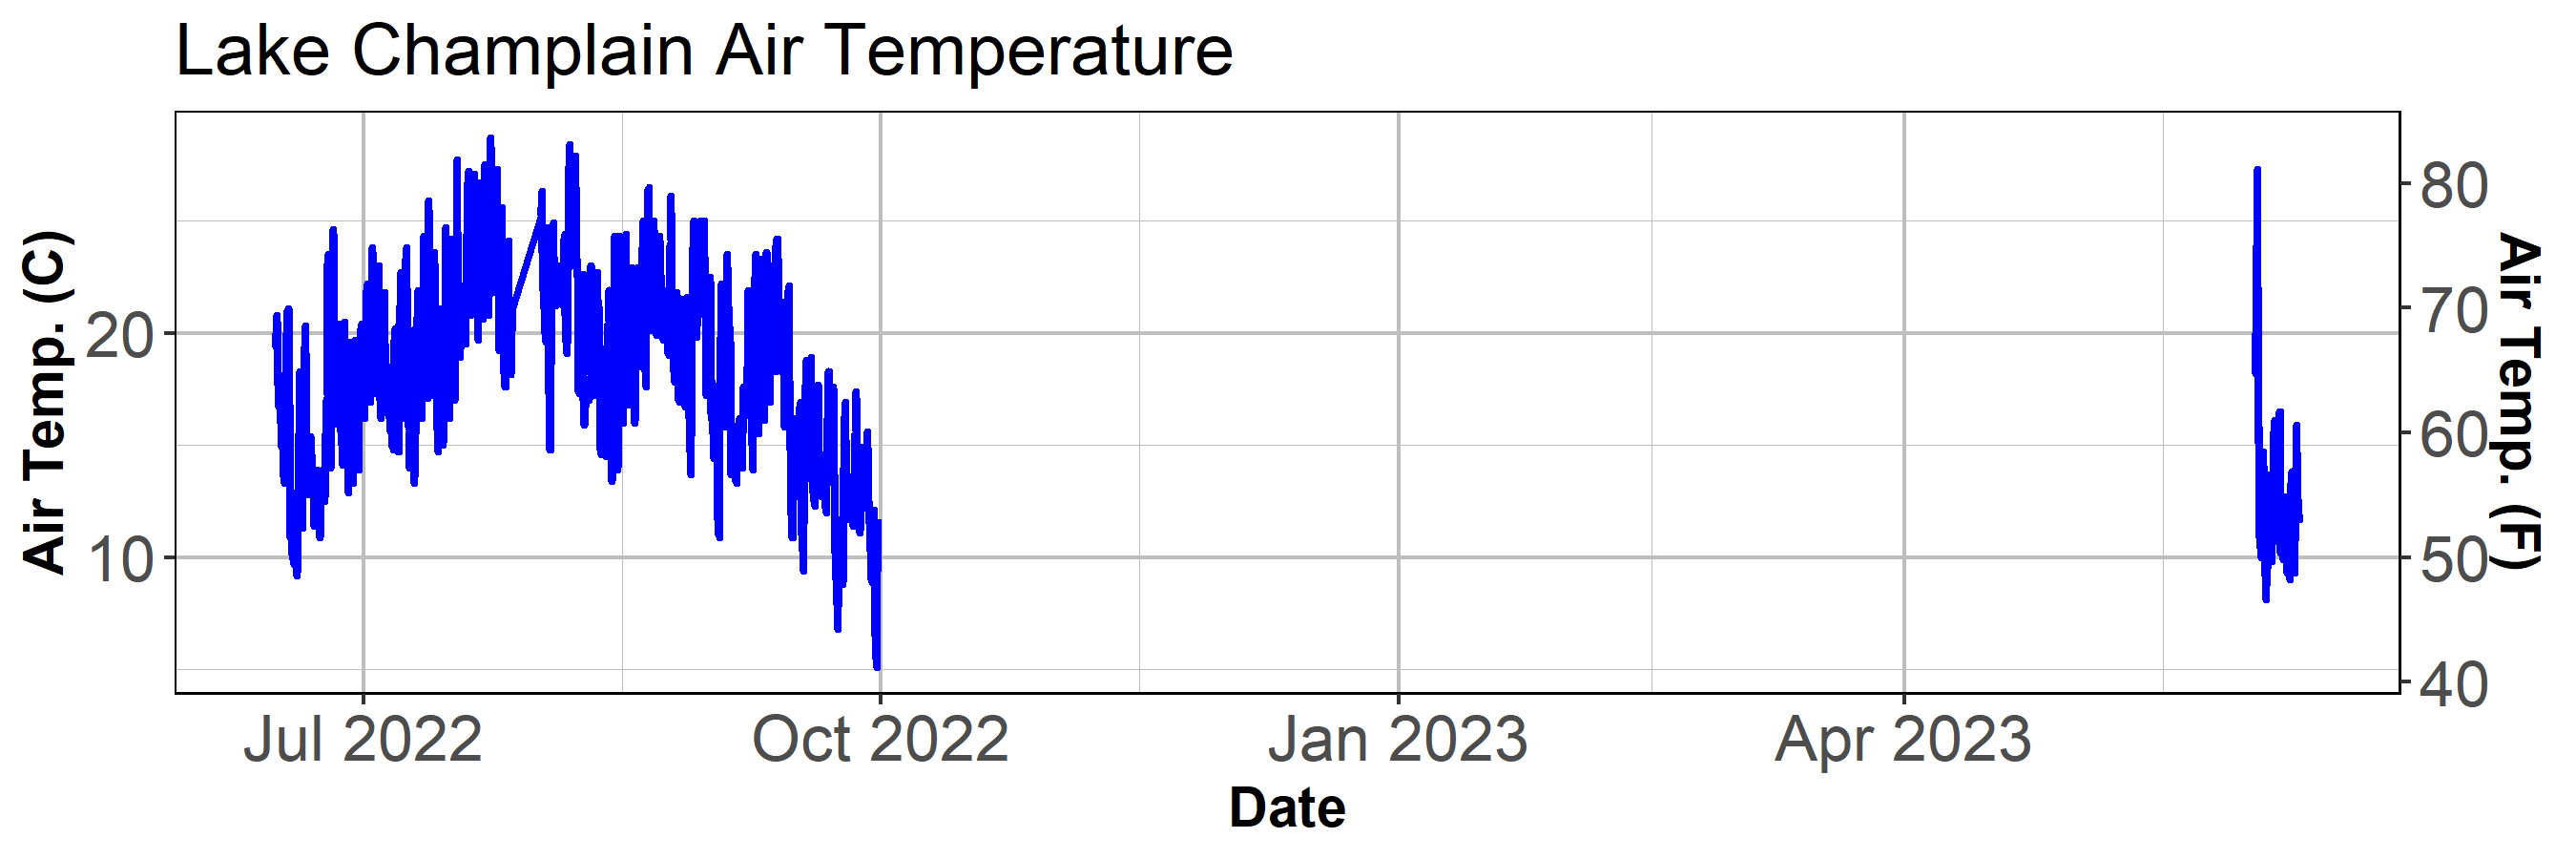 Lake Champlain Air Temperature
Air Temp. (C)
20
10
80
70
60
50
40
Air Temp. (F)
Jul 2022
Oct 2022
Jan 2023
Apr 2023
Date